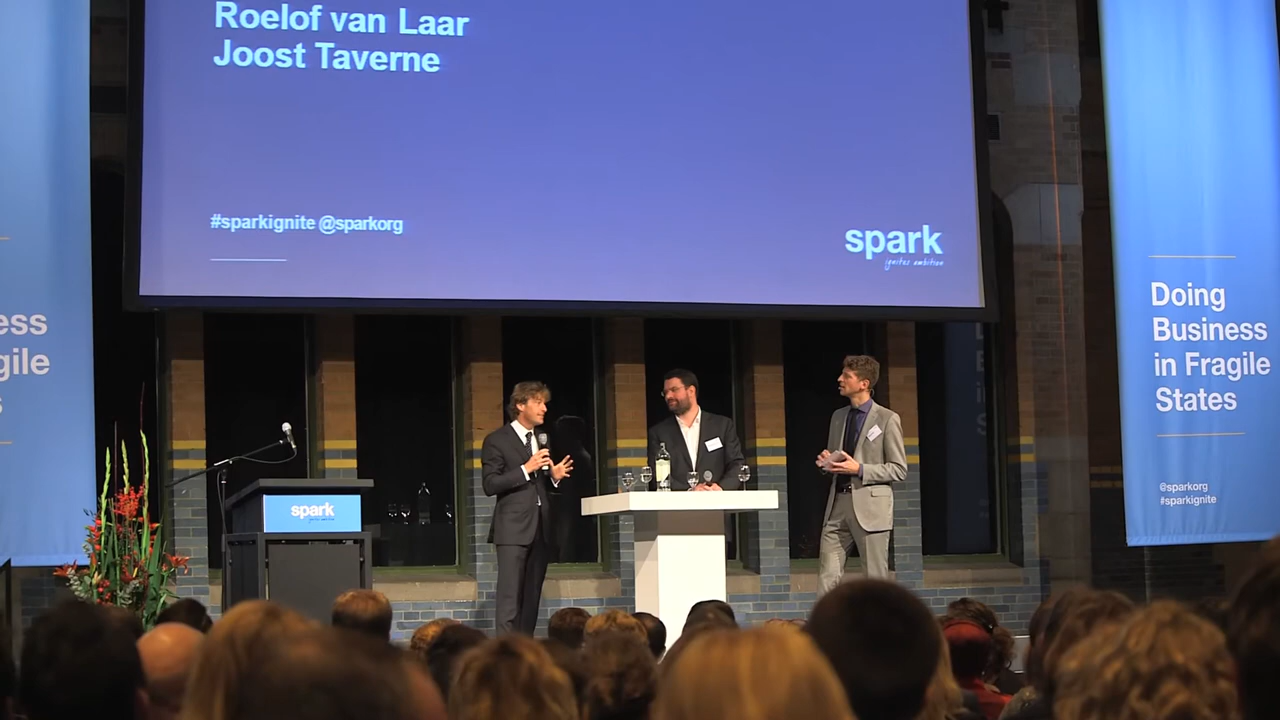 Roelof van Laar
Joost Taverne
#sparkignite @sparkorg
spark
ignites ambition
ess
gile
s
spark
Doing
Business
in Fragile
States
@sparkorg
#sparkignite